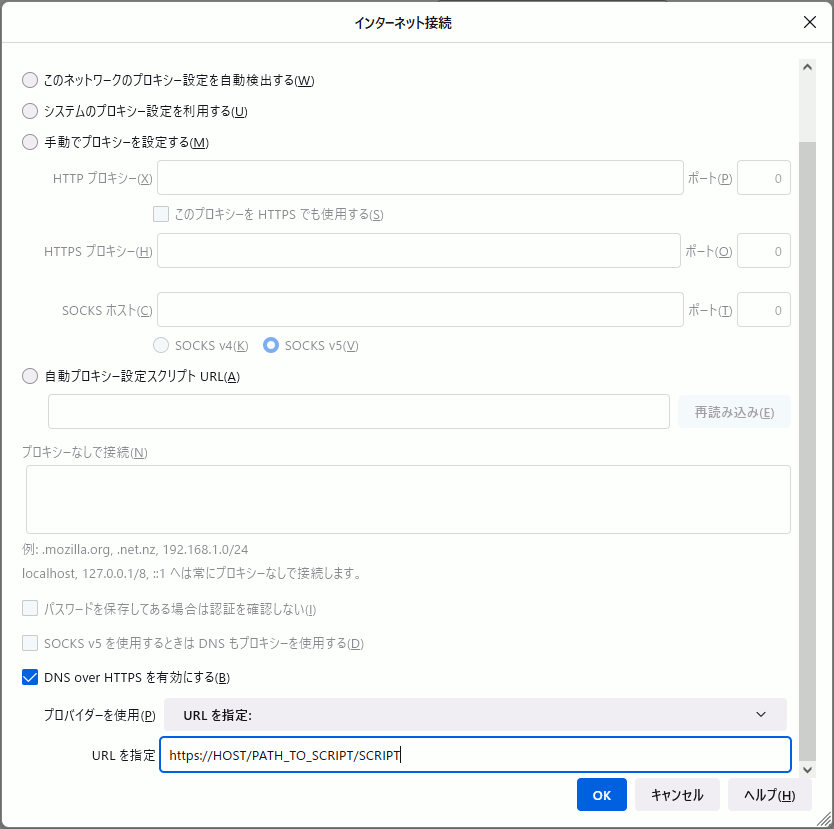 インターネット接続
このネットワークのプロキシー設定を自動検出する(W)
システムのプロキシー設定を利用する(U)
手動でプロキシーを設定する(M)
HTTP プロキシー(X) ポート(P) 0
このプロキシーを HTTPS でも使用する(S)
HTTPS プロキシー(H) ポート(O) 0
SOCKS ホスト(C) ポート(T) 0
SOCKS v4(K) SOCKS v5(V)
自動プロキシー設定スクリプト URL(A)
再読み込み(E)
プロキシーなしで接続(N)
例: .mozilla.org, .net.nz, 192.168.1.0/24
localhost, 127.0.0.1/8, ::1 へは常にプロキシーなしで接続します。
パスワードを保存してある場合は認証を確認しない(I)
SOCKS v5 を使用するときは DNS もプロキシーを使用する(D)
DNS over HTTPS を有効にする(B)
プロバイダーを使用(P) URL を指定:
URL を指定 https://HOST/PATH_TO_SCRIPT/SCRIPT
OK キャンセル ヘルプ(H)